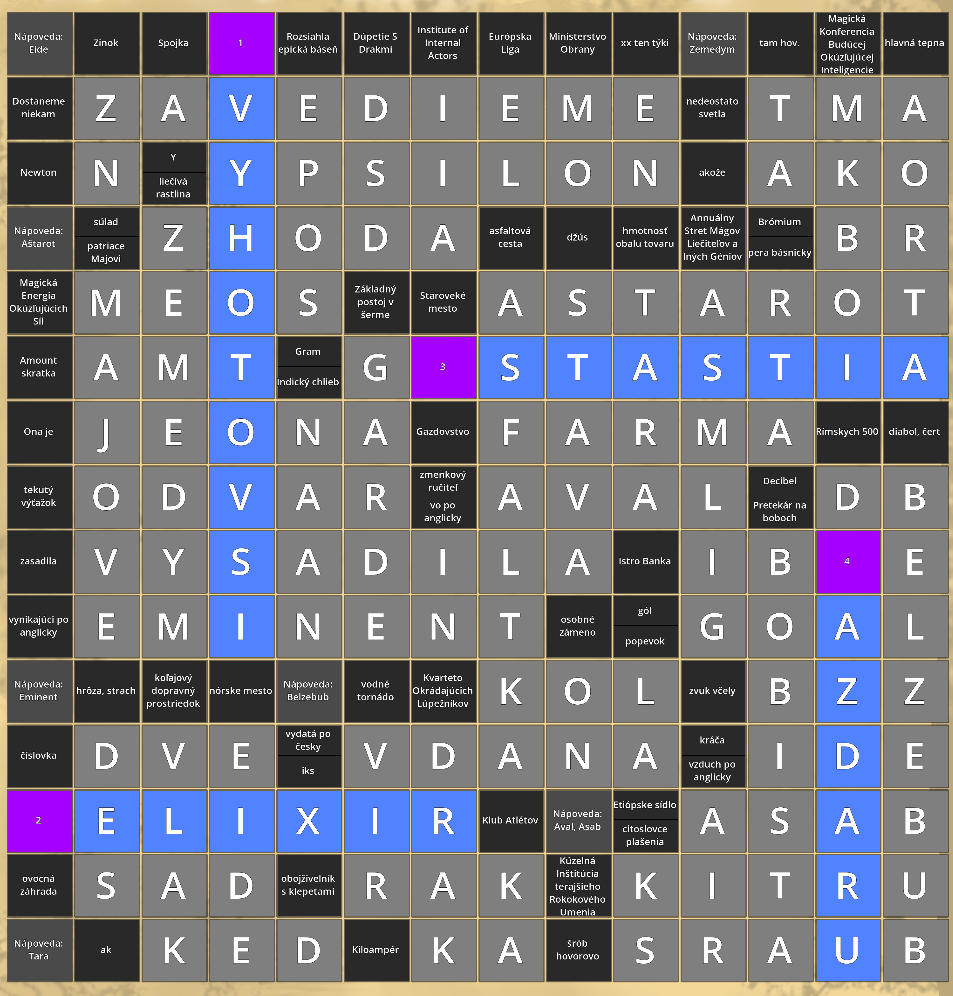 Nápoveda:
Eide
Zinok
Spojka
1
Rozsiahla
epická báseň
Dúpetie S
Drakmi
Institute of
Internal
Actors
Európska
Liga
Ministerstvo
Obrany
xx ten týki
Nápoveda:
Zemedym
tam hov.
Magická
Konferencia
Budúcej
Okúzľujúcej
Inteligencie
hlavná tepna
Dostaneme
niekam
Z A V E D I E M E
nedeostato
svetla
T M A
Newton
N
Y
liečivá
rastlina
Y P S I L O N
akože
A K O
Nápoveda:
Aštarot
súlad
patriace
Majovi
Z H O D A
asfaltová
cesta
džús
hmotnosť
obalu tovaru
Annuálny
Stret Mágov
Liečiteľov a
Iných Géniov
Brómium
pera básnicky
B R
Magická
Energia
Okúzľujúcich
Síl
M E O S
Základný
postoj v
šerme
Staroveké
mesto
A S T A R O T
Amount
skratka
A M T
Gram
Indický chlieb
G
3
S T A S T I A
Ona je
J E O N A
Gazdovstvo
F A R M A
Rímskych 500
diabol, čert
tekutý
výťažok
O D V A R
zmenkový
ručiteľ
vo po
anglicky
A V A L
Decibel
Pretekár na
boboch
D B
zasadila
V Y S A D I L A
Istro Banka
I B
4
E
vynikajúci po
anglicky
E M I N E N T
osobné
zámeno
gól
popevok
G O A L
Nápoveda:
Eminent
hrôza, strach
koľajový
dopravný
prostriedok
nórske mesto
Nápoveda:
Belzebub
vodné
tornádo
Kvarteto
Okrádajúcich
Lúpežníkov
K O L
zvuk včely
B Z Z
číslovka
D V E
vydatá po
česky
iks
V D A N A
kráča
vzduch po
anglicky
I D E
2
E L I X I R
Klub Atlétov
Nápoveda:
Aval, Asab
Etiópske sídlo
citoslovce
plašenia
A S A B
ovocná
záhrada
S A D
obojživelník
s klepetami
R A K
Kúzelná
Inštitúcia
terajšieho
Rokokového
Umenia
K I T R U
Nápoveda:
Tara
ak
K E D
Kiloampér
K A
šrób
hovorovo
S R A U B